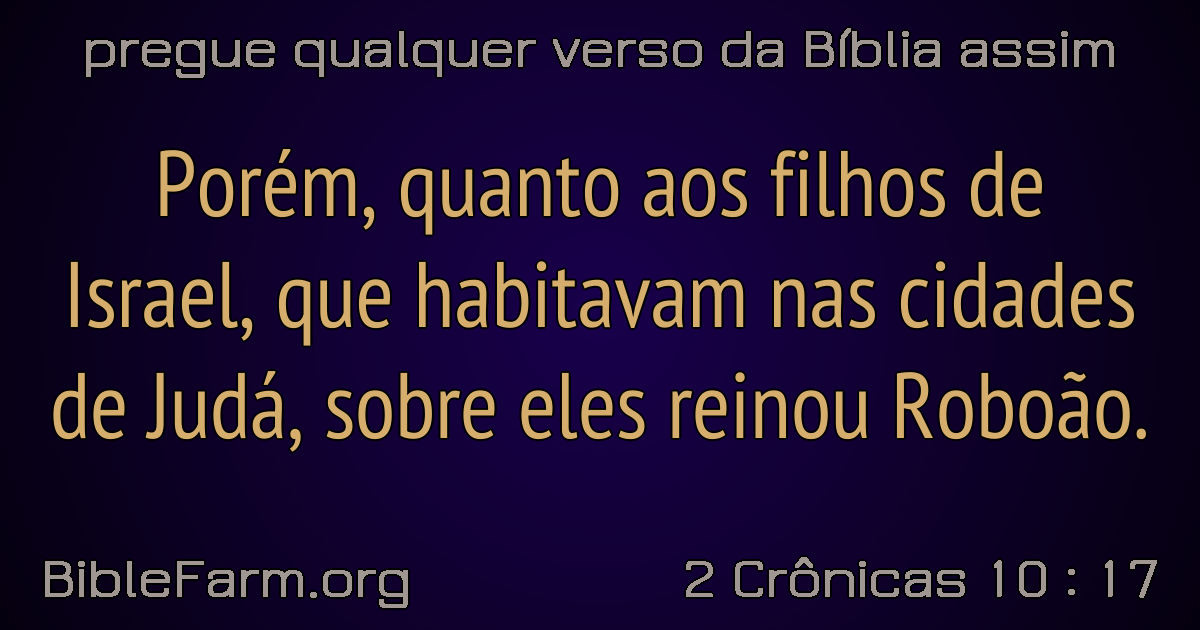 pregue qualquer verso da Bíblia assim
Porém, quanto aos filhos de
Israel, que habitavam nas cidades
de Judá, sobre eles reinou Roboão.
BibleFarm.org
2 Crônicas 10 : 17